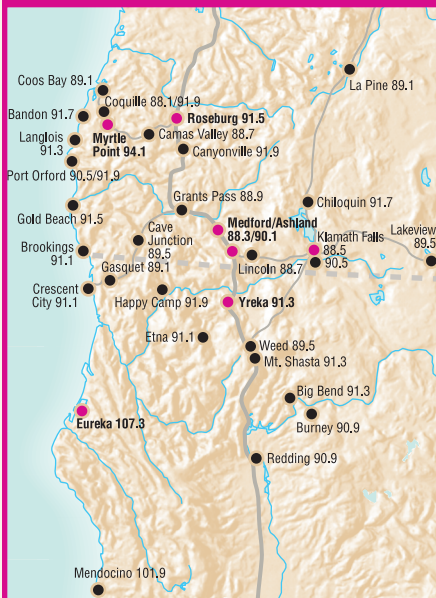 Coos Bay 89.1
La Pine 89.1
Coquille 88.1/91.9
Bandon 91.7
Roseburg 91.5
Myrtle
Point 94.1
Camas Valley 88.7
Langlois
91.3
Canyonville 91.9
Port Orford 90.5/91.9
Grants Pass 88.9
Chiloquin 91.7
Gold Beach 91.5
Medford/Ashland
88.3/90.1
Cave
Junction
89.5
Klamath Falls
88.5
90.5
Lakeview
89.5
Brookings
91.1
Lincoln 88.7
Gasquet 89.1
Crescent
City 91.1
Happy Camp 91.9
Yreka 91.3
Etna 91.1
Weed 89.5
Mt. Shasta 91.3
Big Bend 91.3
Burney 90.9
Eureka 107.3
Redding 90.9
Mendocino 101.9